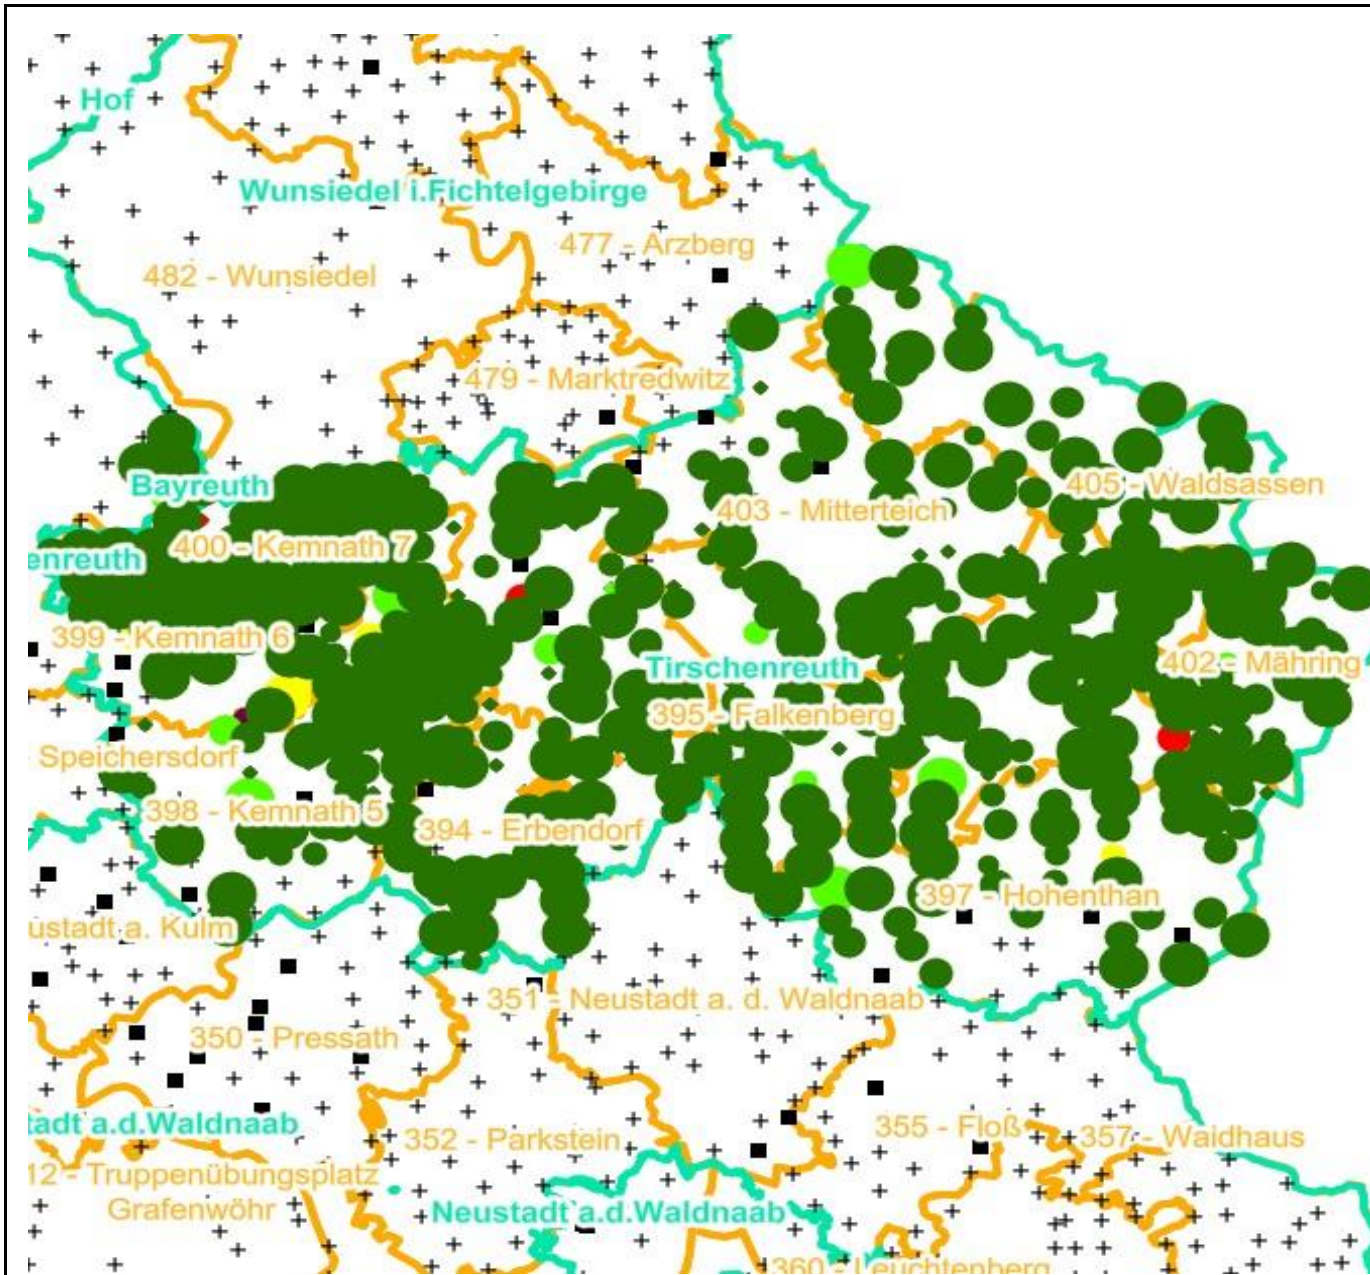 Hof
Wunsiedel i.Fichtelgebirge
477 - Arzberg
482 - Wunsiedel
479 - Marktredwitz
Bayreuth
405 - Waldsassen
403 - Mitterteich
400 - Kemnath 7
enreuth
399 - Kemnath 6
Tirschenreuth
402 - Mähring
395 - Falkenberg
Speichersdorf
398 - Kemnath 5
394 - Erbendorf
397 - Hohenthan
ustadt a. Kulm
351 - Neustadt a. d. Waldnaab
350 - Pressath
tadt a.d.Waldnaab
352 - Parkstein
355 - Floß
357 - Waidhaus
12 - Truppenübungsplatz
Grafenwöhr
Neustadt a.d.Waldnaab
360 - Leuchtenberg